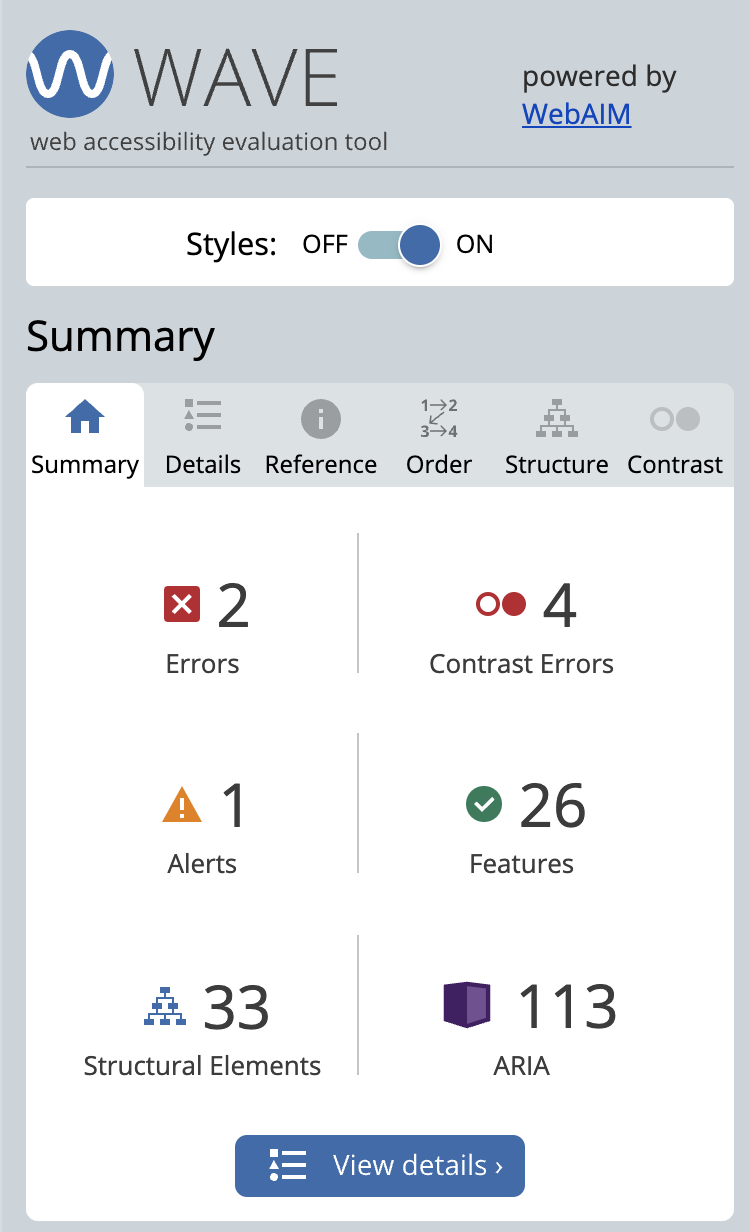 WAVE
web accessibility evaluation tool
powered by
WebAIM
Styles: OFF ON
Summary
1→2
3→4
Summary Details Reference Order Structure Contrast
2
Errors
4
Contrast Errors
1
Alerts
26
Features
33
Structural Elements
113
ARIA
View details ›